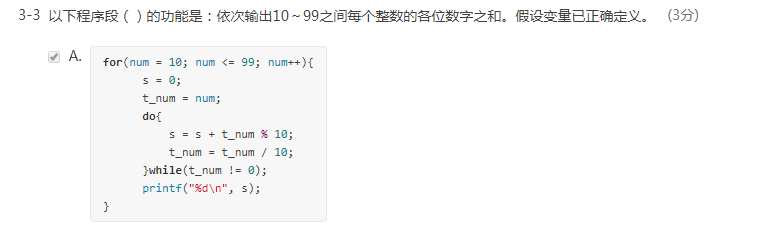 3-3 以下程序段 ( ) 的功能是：依次输出10～99之间每个整数的各位数字之和。假设变量已正确定义。 (3分)
A.
for(num = 10; num <= 99; num++){
s = 0;
t_num = num;
do{
s = s + t_num % 10;
t_num = t_num / 10;
}while(t_num != 0);
printf("%d\n", s);
}